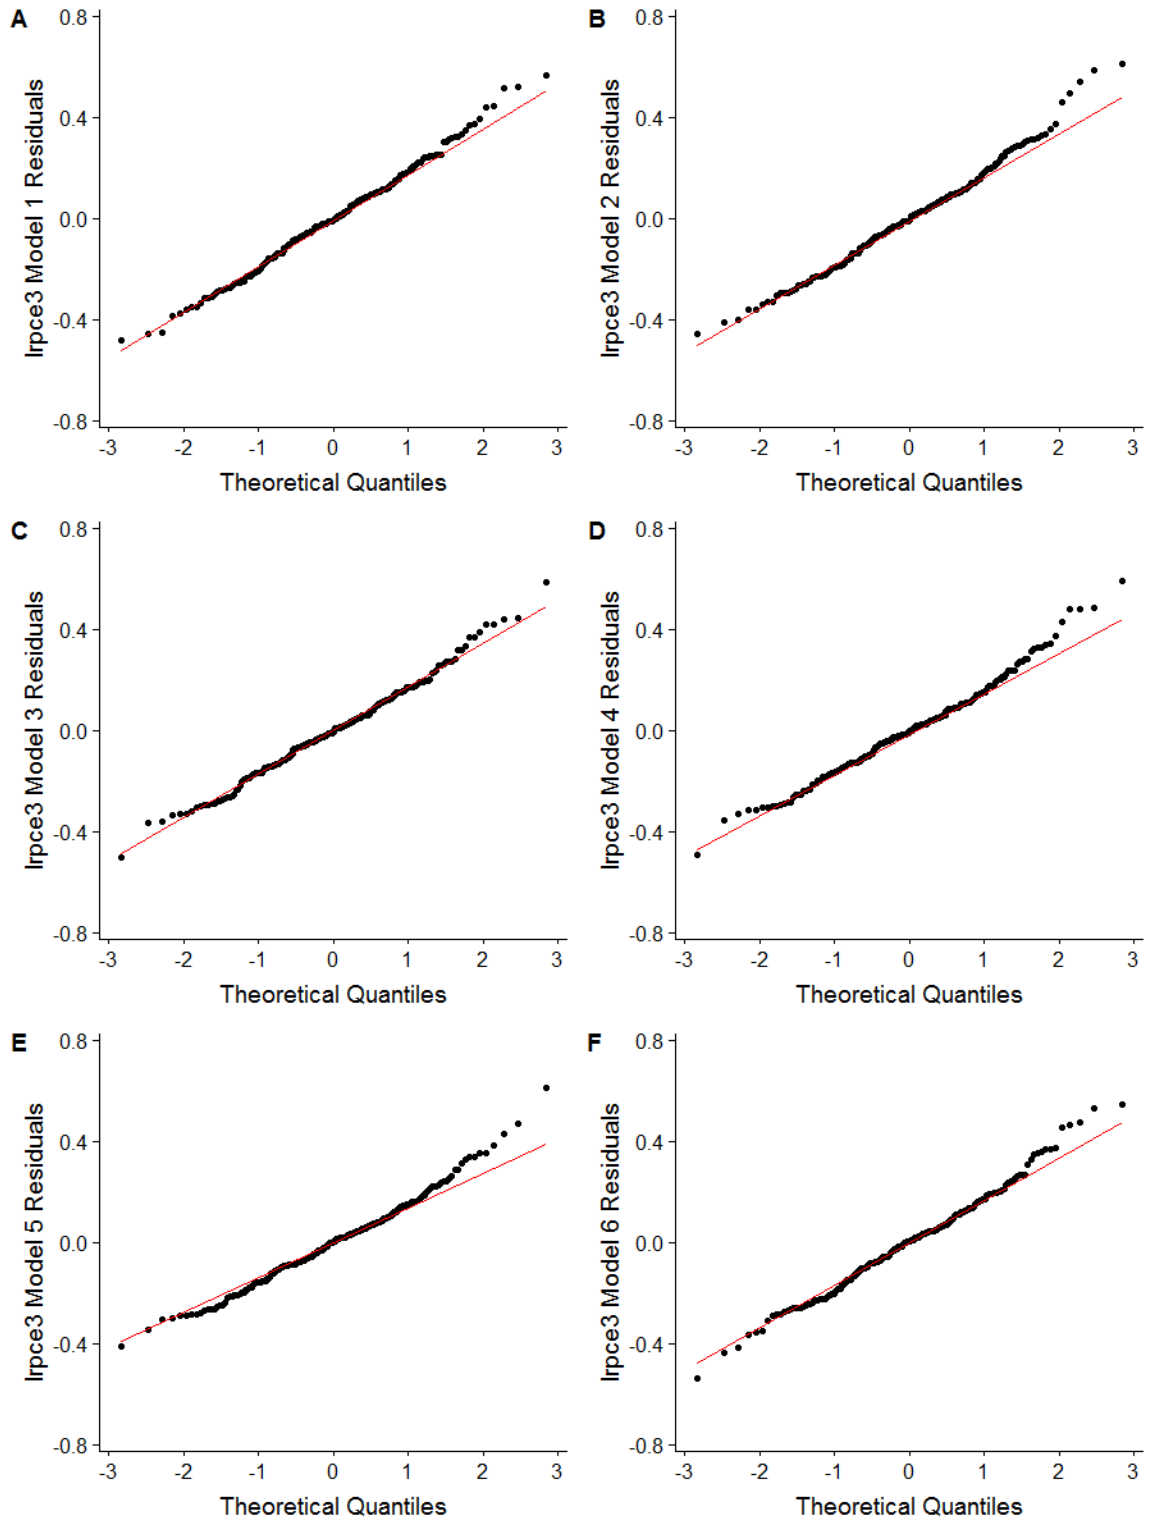 A
0.8
0.4
0.0
-0.4
-0.8
lrpce3 Model 1 Residuals
-3 -2 -1 0 1 2 3
Theoretical Quantiles
B
0.8
0.4
0.0
-0.4
-0.8
lrpce3 Model 2 Residuals
-3 -2 -1 0 1 2 3
Theoretical Quantiles
C
0.8
0.4
0.0
-0.4
-0.8
lrpce3 Model 3 Residuals
-3 -2 -1 0 1 2 3
Theoretical Quantiles
D
0.8
0.4
0.0
-0.4
-0.8
lrpce3 Model 4 Residuals
-3 -2 -1 0 1 2 3
Theoretical Quantiles
E
0.8
0.4
0.0
-0.4
-0.8
lrpce3 Model 5 Residuals
-3 -2 -1 0 1 2 3
Theoretical Quantiles
F
0.8
0.4
0.0
-0.4
-0.8
lrpce3 Model 6 Residuals
-3 -2 -1 0 1 2 3
Theoretical Quantiles